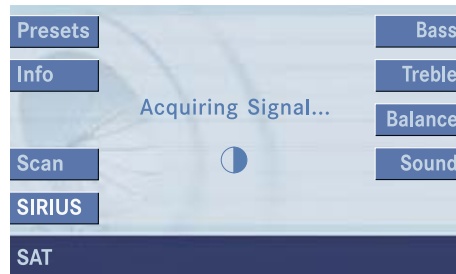 Presets
Bass
Info
Treble
Acquiring Signal...
Balance
Scan
Sound
SIRIUS
SAT